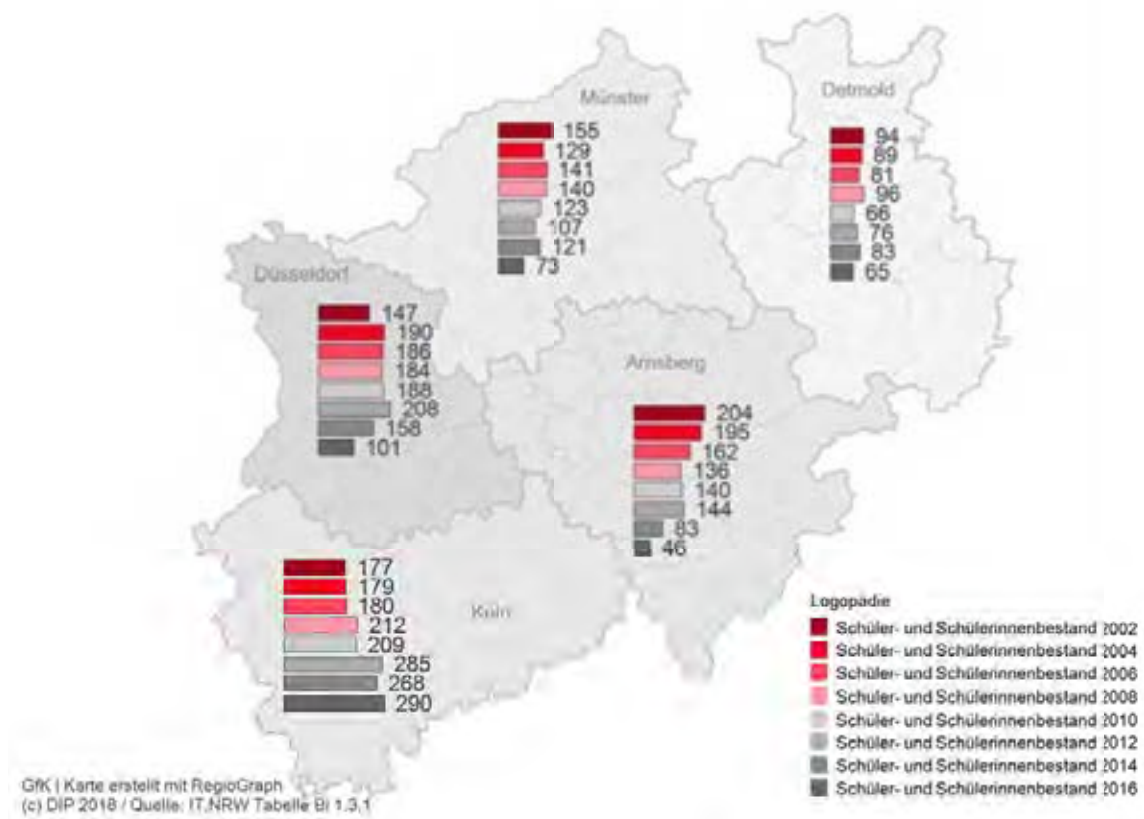 Münster
155
129
141
140
123
107
121
73
Detmold
94
89
81
96
66
76
83
65
Düsseldorf
147
190
186
184
188
208
158
101
Arnsberg
204
195
162
136
140
144
83
46
Köln
177
179
180
212
209
285
268
290
Logopädie
Schüler- und Schülerinnenbestand 2002
Schüler- und Schülerinnenbestand 2004
Schüler- und Schülerinnenbestand 2006
Schüler- und Schülerinnenbestand 2008
Schüler- und Schülerinnenbestand 2010
Schüler- und Schülerinnenbestand 2012
Schüler- und Schülerinnenbestand 2014
Schüler- und Schülerinnenbestand 2016
GfK | Karte erstellt mit RegioGraph
(c) DIP 2018 / Quelle: IT.NRW Tabelle BI 1.3.1